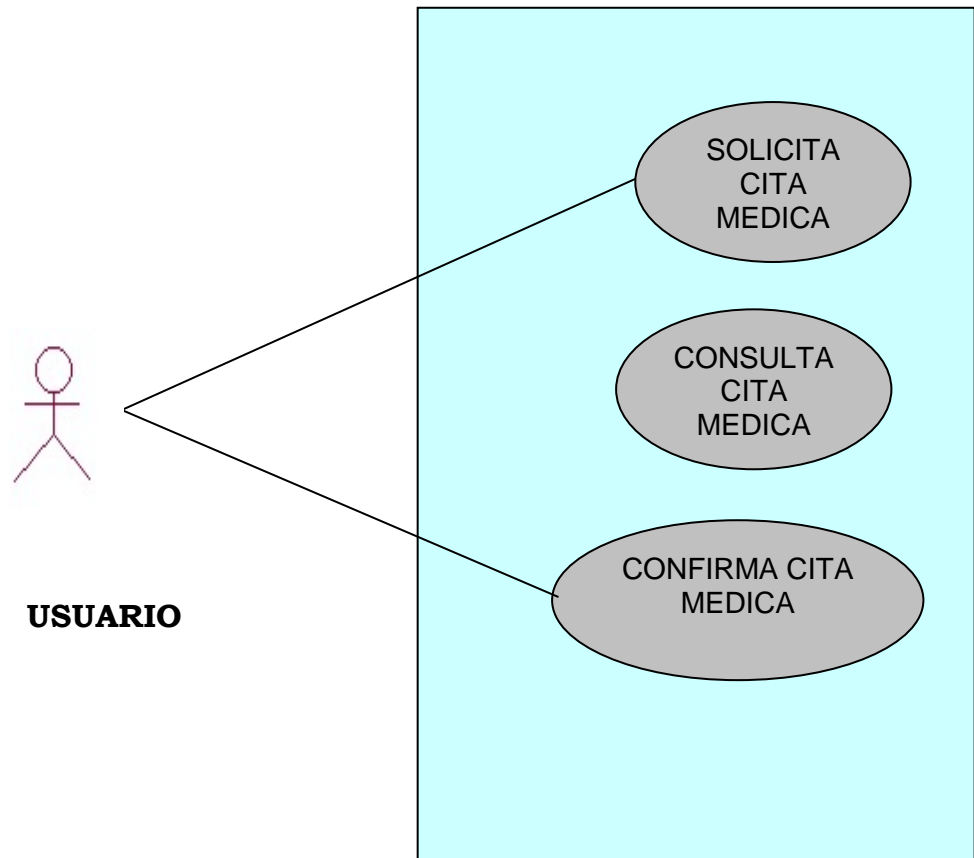 SOLICITA
CITA
MEDICA
CONSULTA
CITA
MEDICA
CONFIRMA CITA
MEDICA
USUARIO